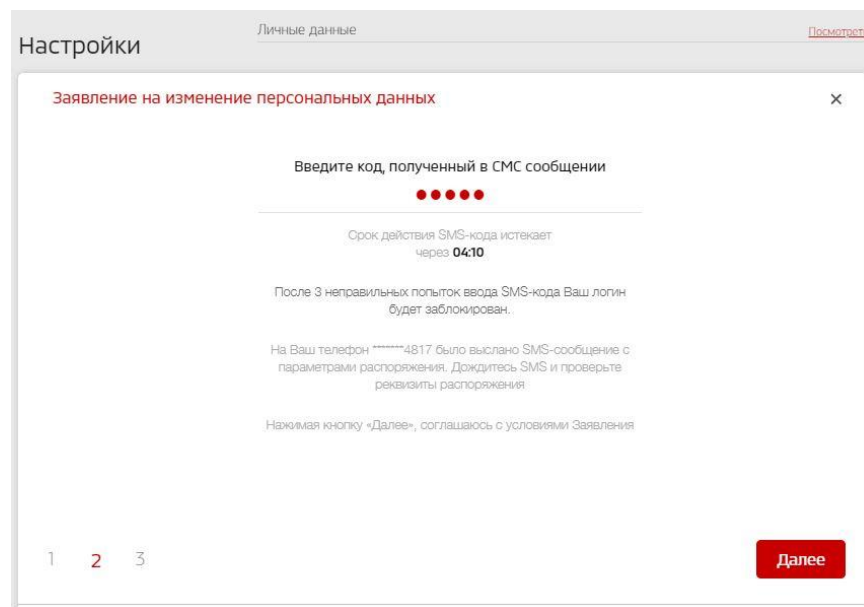 Настройки
Личные данные
Посмотреть
Заявление на изменение персональных данных
Введите код, полученный в СМС сообщении
Срок действия SMS-кода истекает
через 04:10
После 3 неправильных попыток ввода SMS-кода Ваш логин
будет заблокирован.
На Ваш телефон *******4817 было выслано SMS-сообщение с
параметрами распоряжения. Дождитесь SMS и проверьте
реквизиты распоряжения
Нажимая кнопку «Далее», соглашаюсь с условиями Заявления
1 2 3
Далее